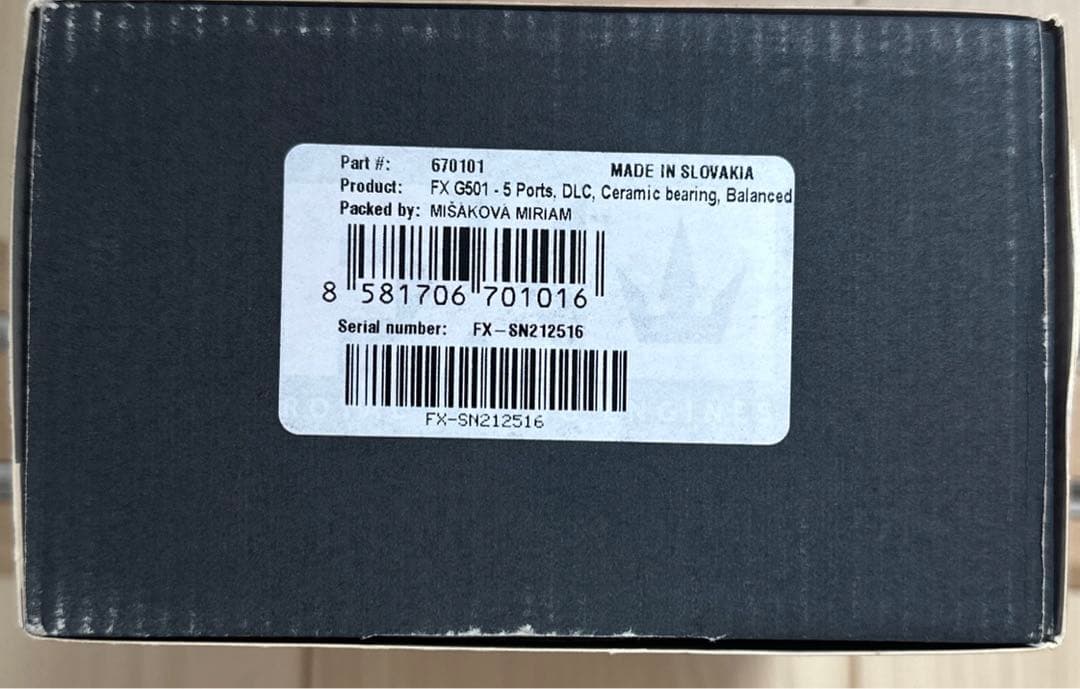 Part #: 670101 MADE IN SLOVAKIA
Product: FX G501 - 5 Ports, DLC, Ceramic bearing, Balanced
Packed by: MIŠÁKOVÁ MIRIAM
8 581706 701016
Serial number: FX-SN212516
FX-SN212516